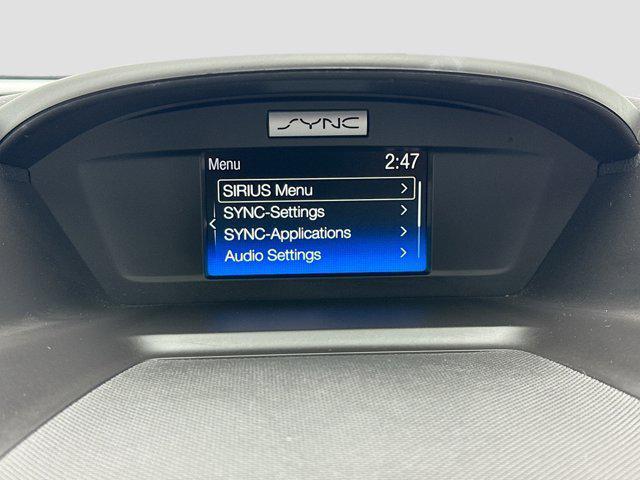 SYNC
Menu 2:47
SIRIUS Menu >
SYNC-Settings >
< SYNC-Applications >
Audio Settings >